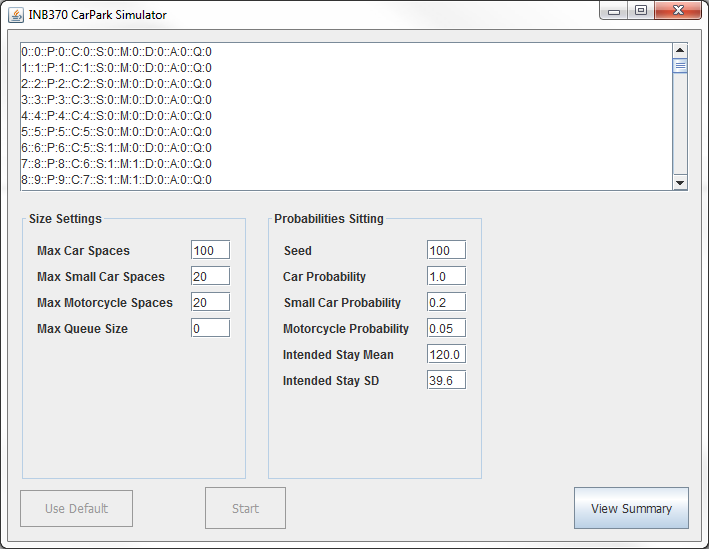 INB370 CarPark Simulator
0::0::P:0::C:0::S:0::M:0::D:0::A:0::Q:0
1::1::P:1::C:1::S:0::M:0::D:0::A:0::Q:0
2::2::P:2::C:2::S:0::M:0::D:0::A:0::Q:0
3::3::P:3::C:3::S:0::M:0::D:0::A:0::Q:0
4::4::P:4::C:4::S:0::M:0::D:0::A:0::Q:0
5::5::P:5::C:5::S:0::M:0::D:0::A:0::Q:0
6::6::P:6::C:5::S:1::M:0::D:0::A:0::Q:0
7::8::P:8::C:6::S:1::M:1::D:0::A:0::Q:0
8::9::P:9::C:7::S:1::M:1::D:0::A:0::Q:0
Size Settings
Max Car Spaces 100
Max Small Car Spaces 20
Max Motorcycle Spaces 20
Max Queue Size 0
Probabilities Sitting
Seed 100
Car Probability 1.0
Small Car Probability 0.2
Motorcycle Probability 0.05
Intended Stay Mean 120.0
Intended Stay SD 39.6
Use Default
Start
View Summary